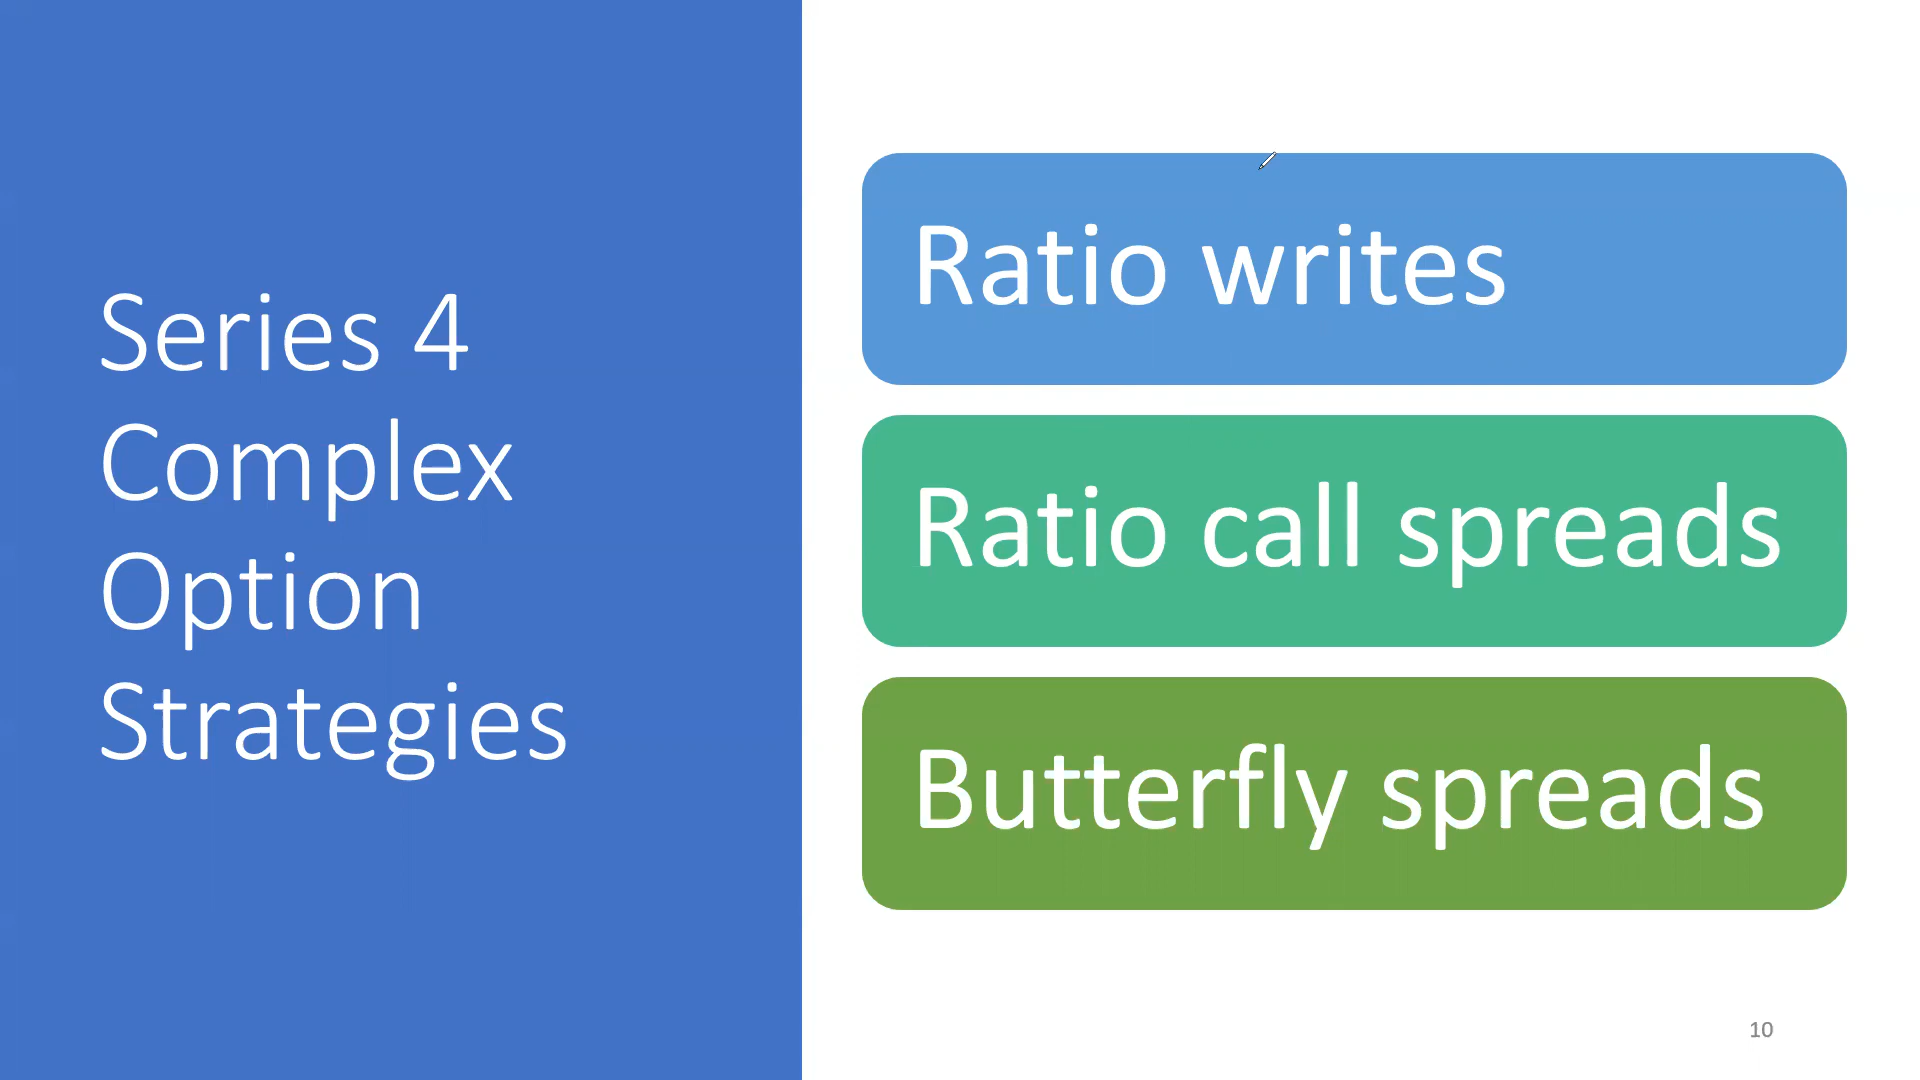 Series 4
Complex
Option
Strategies
Ratio writes
Ratio call spreads
Butterfly spreads
10